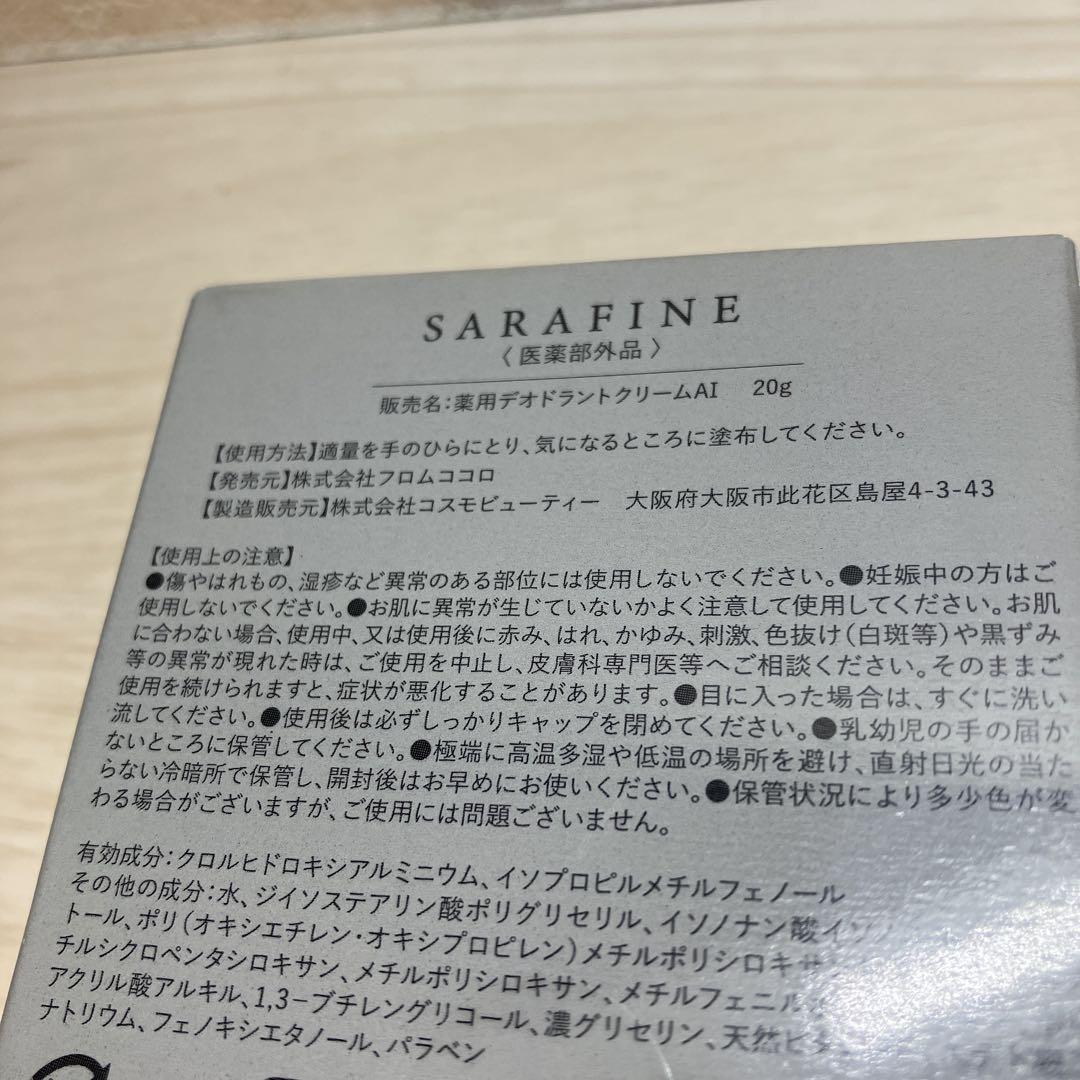 SARAFINE
〈医薬部外品〉
販売名:薬用デオドラントクリームAI 20g
【使用方法】適量を手のひらにとり、気になるところに塗布してください。
【発売元】株式会社フロムココロ
【製造販売元】株式会社コスモビューティー 大阪府大阪市此花区島屋4-3-43
【使用上の注意】
●傷やはれもの、湿疹など異常のある部位には使用しないでください。●妊娠中の方はご
使用しないでください。●お肌に異常が生じていないかよく注意して使用してください。お肌
に合わない場合、使用中、又は使用後に赤み、はれ、かゆみ、刺激、色抜け(白斑等)や黒ずみ
等の異常が現れた時は、ご使用を中止し、皮膚科専門医等へご相談ください。そのままご
使用を続けられますと、症状が悪化することがあります。●目に入った場合は、すぐに洗い
流してください。●使用後は必ずしっかりキャップを閉めてください。●乳幼児の手の届か
ないところに保管してください。●極端に高温多湿や低温の場所を避け、直射日光の当た
らない冷暗所で保管し、開封後はお早めにお使いください。●保管状況により多少色が変
わる場合がございますが、ご使用には問題ございません。
有効成分:クロルヒドロキシアルミニウム、イソプロピルメチルフェノール
その他の成分:水、ジイソステアリン酸ポリグリセリル、イソノナン酸イソ
トール、ポリ(オキシエチレン・オキシプロピレン)メチルポリシロキサ
チルシクロペンタシロキサン、メチルポリシロキサン、メチルフェニル
アクリル酸アルキル、1,3-ブチレングリコール、濃グリセリン、天然ビタ
ナトリウム、フェノキシエタノール、パラベン